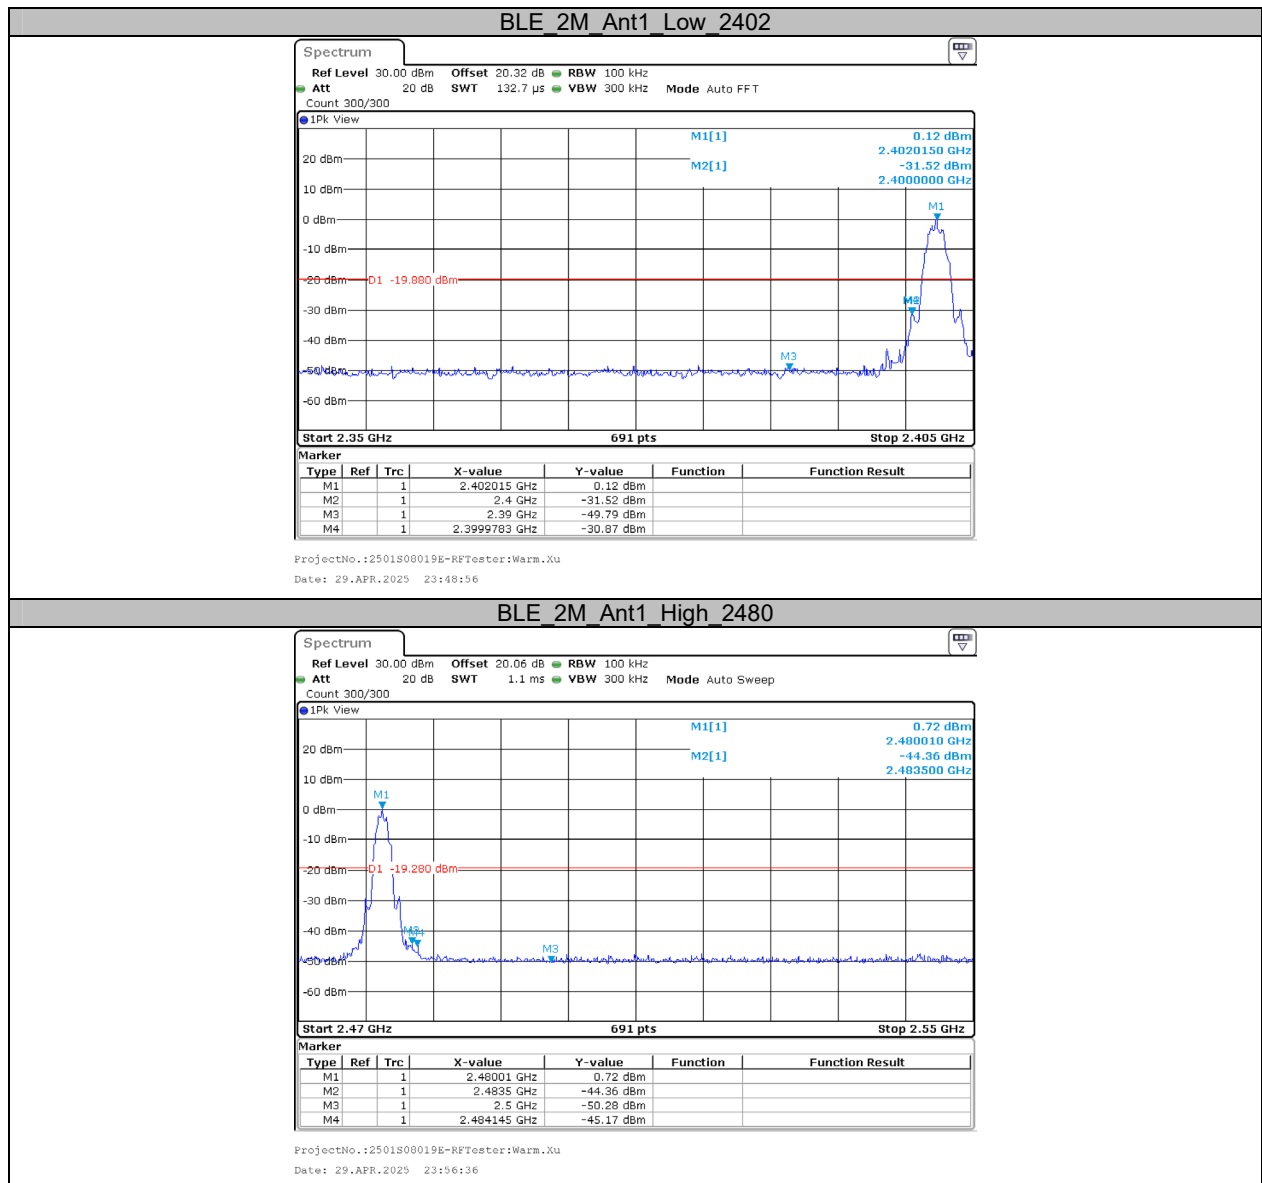 BLE_2M_Ant1_Low_2402
Spectrum
Ref Level 30.00 dBm Offset 20.32 dB RBW 100 kHz
Att 20 dB SWT 132.7 µs VBW 300 kHz Mode Auto FFT
Count 300/300
1Pk View
M1[1] 0.12 dBm
2.4020150 GHz
M2[1] -31.52 dBm
2.4000000 GHz
20 dBm
10 dBm
M1
0 dBm
-10 dBm
-20 dBm D1 -19.880 dBm
-30 dBm
-40 dBm
M3
-50 dBm
-60 dBm
Start 2.35 GHz 691 pts Stop 2.405 GHz
Marker
Type Ref Trc X-value Y-value Function Function Result
M1 1 2.402015 GHz 0.12 dBm
M2 1 2.4 GHz -31.52 dBm
M3 1 2.39 GHz -49.79 dBm
M4 1 2.3999783 GHz -30.87 dBm
ProjectNo.:2501S08019E-RFTester:Warm.Xu
Date: 29.APR.2025 23:48:56
BLE_2M_Ant1_High_2480
Spectrum
Ref Level 30.00 dBm Offset 20.06 dB RBW 100 kHz
Att 20 dB SWT 1.1 ms VBW 300 kHz Mode Auto Sweep
Count 300/300
1Pk View
M1[1] 0.72 dBm
2.480010 GHz
M2[1] -44.36 dBm
2.483500 GHz
20 dBm
10 dBm
M1
0 dBm
-10 dBm
-20 dBm D1 -19.280 dBm
-30 dBm
-40 dBm
M3
-50 dBm
-60 dBm
Start 2.47 GHz 691 pts Stop 2.55 GHz
Marker
Type Ref Trc X-value Y-value Function Function Result
M1 1 2.48001 GHz 0.72 dBm
M2 1 2.4835 GHz -44.36 dBm
M3 1 2.5 GHz -50.28 dBm
M4 1 2.484145 GHz -45.17 dBm
ProjectNo.:2501S08019E-RFTester:Warm.Xu
Date: 29.APR.2025 23:56:36